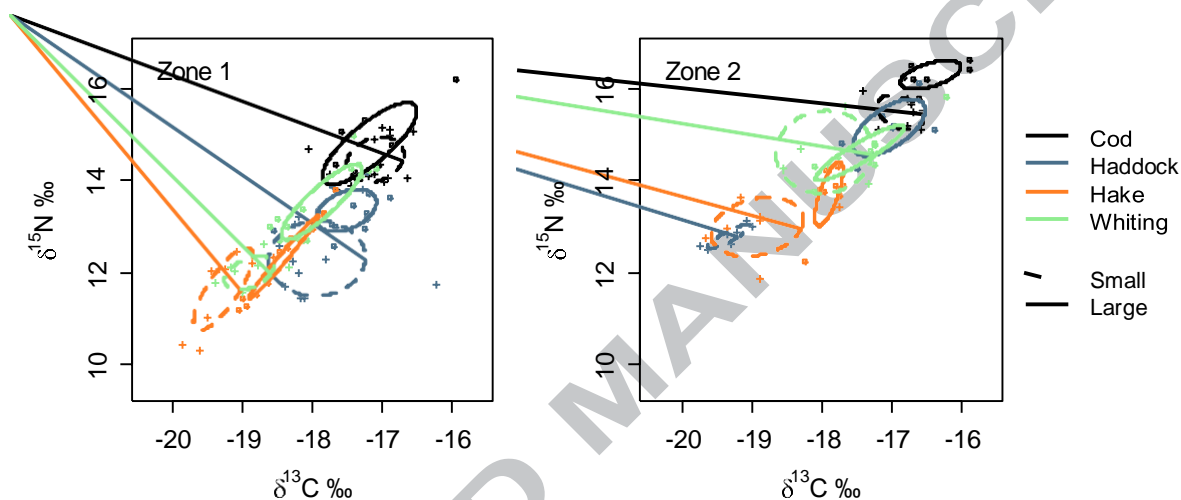 Zone 1
Zone 2
16
14
12
10
δ15N ‰
-20 -19 -18 -17 -16
δ13C ‰
16
14
12
10
δ15N ‰
-20 -19 -18 -17 -16
δ13C ‰
Cod
Haddock
Hake
Whiting
Small
Large
D MANUSC